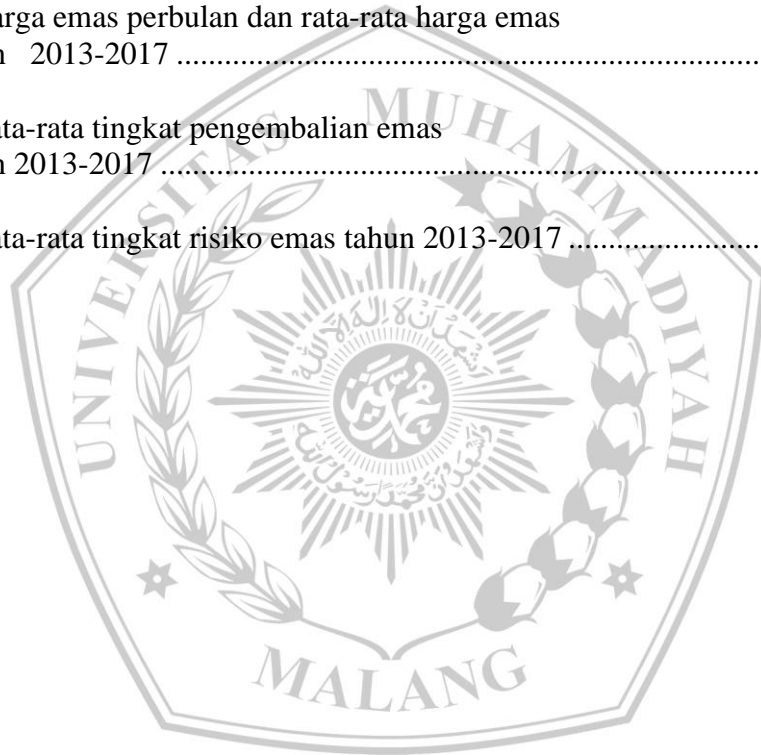 arga emas perbulan dan rata-rata harga emas
n 2013-2017 ........................................................................
ata-rata tingkat pengembalian emas
n 2013-2017 ..........................................................................
ata-rata tingkat risiko emas tahun 2013-2017 .......................
UNIVERSITAS MUHAMMADIYAH
MALANG